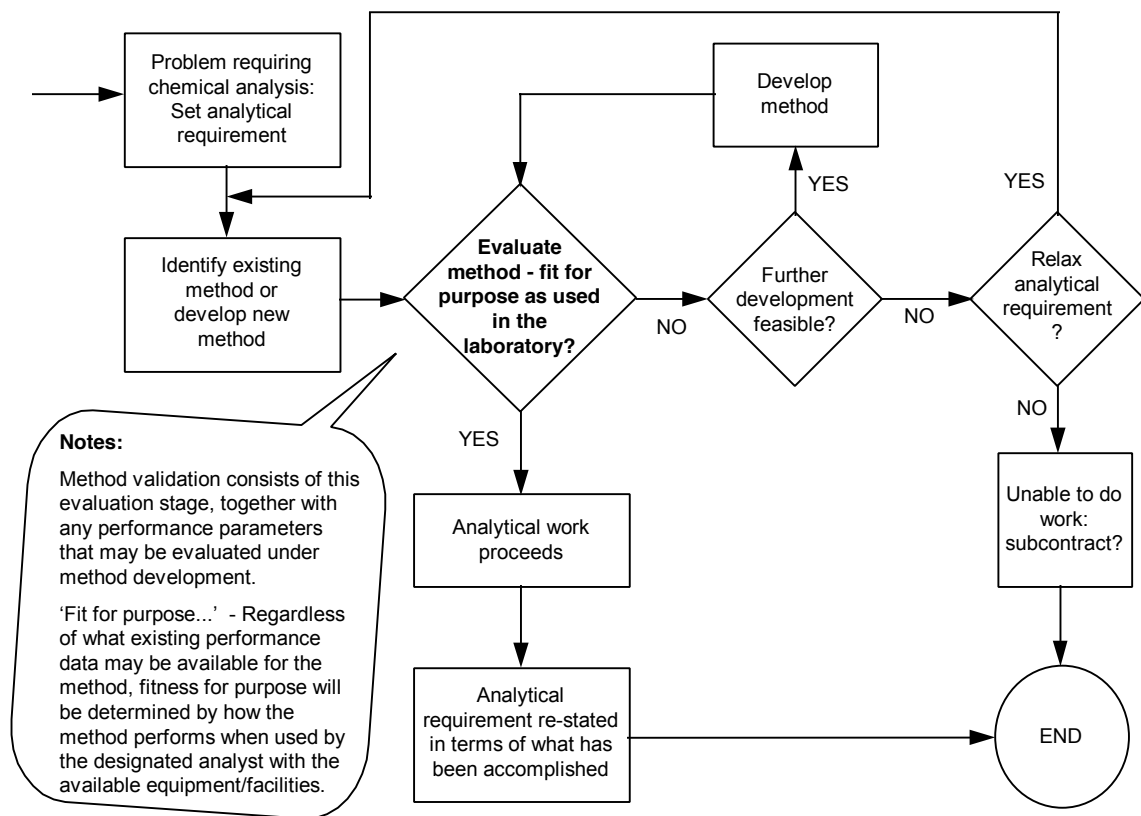 Problem requiring
chemical analysis:
Set analytical
requirement
Identify existing
method or
develop new
method
Evaluate
method - fit for
purpose as used
in the
laboratory?
NO
YES
Develop
method
YES
Further
development
feasible?
NO
YES
Relax
analytical
requirement
?
NO
Unable to do
work:
subcontract?
Analytical work
proceeds
Analytical
requirement re-stated
in terms of what has
been accomplished
END
Notes:
Method validation consists of this
evaluation stage, together with
any performance parameters
that may be evaluated under
method development.
‘Fit for purpose...’ - Regardless
of what existing performance
data may be available for the
method, fitness for purpose will
be determined by how the
method performs when used by
the designated analyst with the
available equipment/facilities.